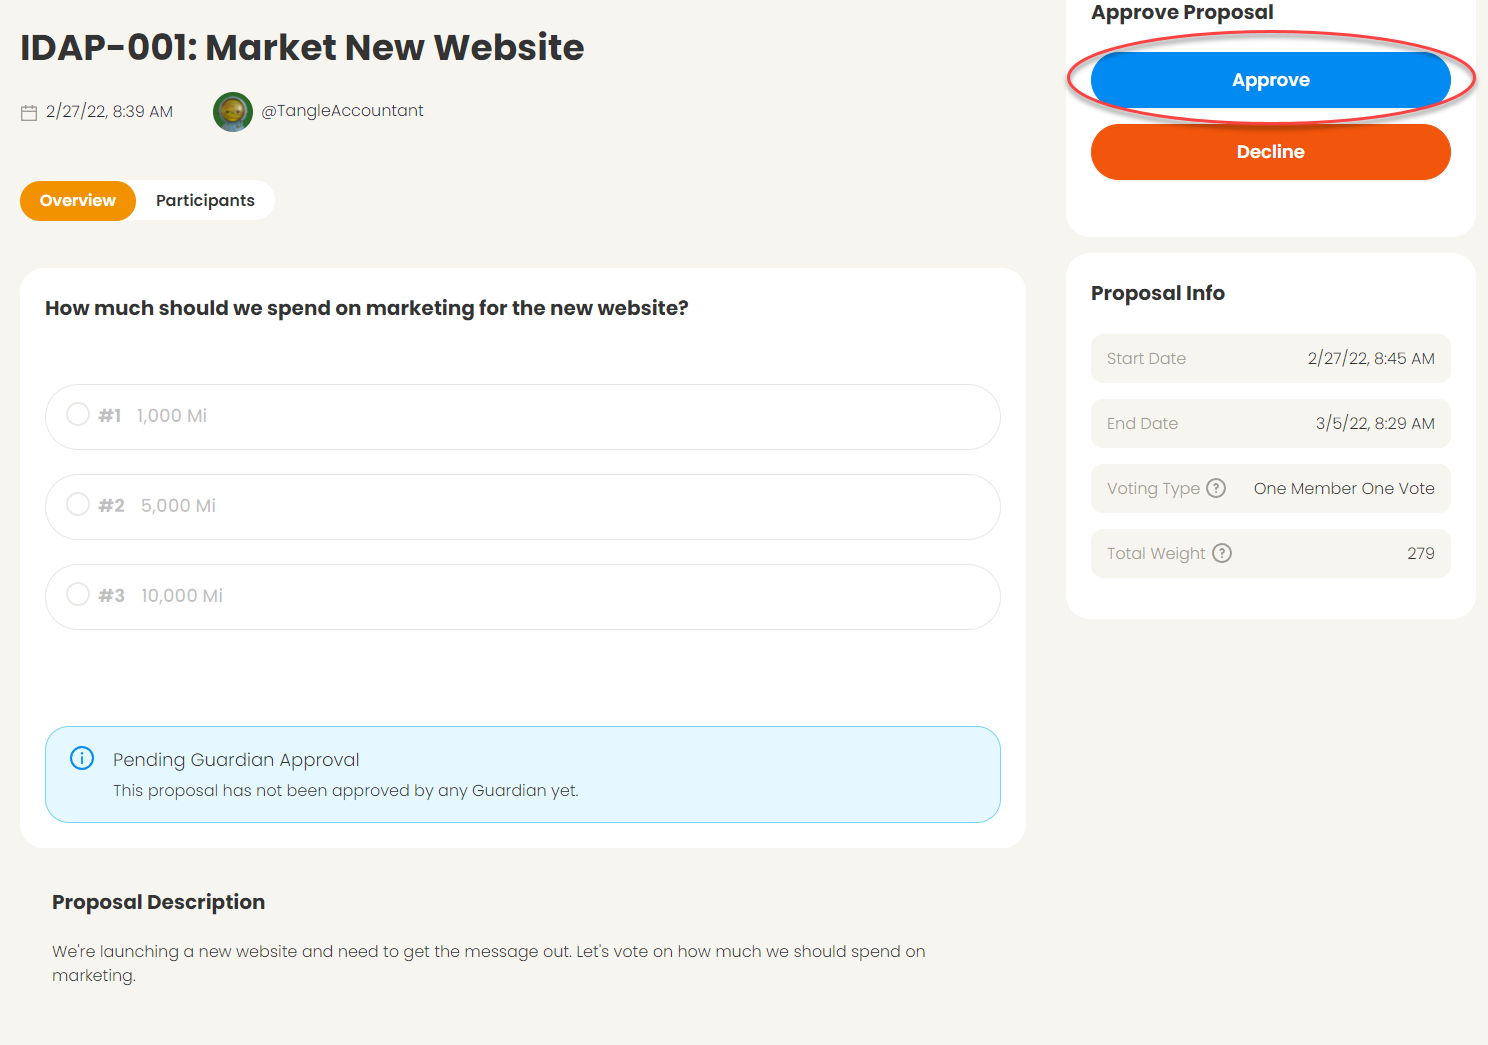 IDAP-001: Market New Website
2/27/22, 8:39 AM
@TangleAccountant
Overview
Participants
How much should we spend on marketing for the new website?
#1 1,000 Mi
#2 5,000 Mi
#3 10,000 Mi
Pending Guardian Approval
This proposal has not been approved by any Guardian yet.
Proposal Description
We're launching a new website and need to get the message out. Let's vote on how much we should spend on
marketing.
Approve Proposal
Approve
Decline
Proposal Info
Start Date 2/27/22, 8:45 AM
End Date 3/5/22, 8:29 AM
Voting Type ? One Member One Vote
Total Weight ? 279